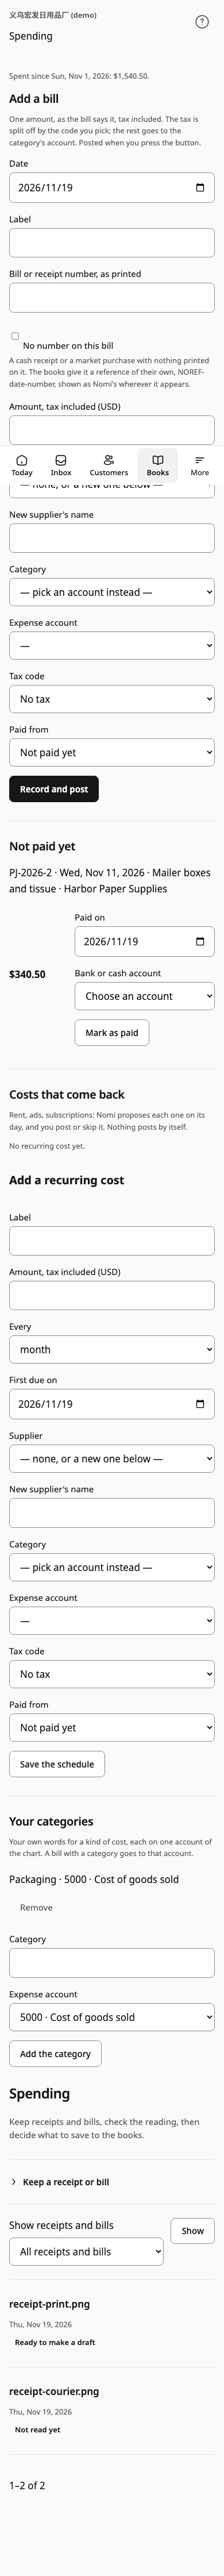 义乌宏发日用品厂 (demo)
Spending
Spent since Sun, Nov 1, 2026: $1,540.50.
Add a bill
One amount, as the bill says it, tax included. The tax is
split off by the code you pick; the rest goes to the
category's account. Posted when you press the button.
Date
2026/11/19
Label
Bill or receipt number, as printed
No number on this bill
A cash receipt or a market purchase with nothing printed
on it. The books give it a reference of their own, NOREF-
date-number, shown as Nomi's wherever it appears.
Amount, tax included (USD)
Today
Inbox
Customers
Books
More
— none, or a new one below —
New supplier's name
Category
— pick an account instead —
Expense account
—
Tax code
No tax
Paid from
Not paid yet
Record and post
Not paid yet
PJ-2026-2 · Wed, Nov 11, 2026 · Mailer boxes
and tissue · Harbor Paper Supplies
Paid on
2026/11/19
$340.50
Bank or cash account
Choose an account
Mark as paid
Costs that come back
Rent, ads, subscriptions: Nomi proposes each one on its
day, and you post or skip it. Nothing posts by itself.
No recurring cost yet.
Add a recurring cost
Label
Amount, tax included (USD)
Every
month
First due on
2026/11/19
Supplier
— none, or a new one below —
New supplier's name
Category
— pick an account instead —
Expense account
—
Tax code
No tax
Paid from
Not paid yet
Save the schedule
Your categories
Your own words for a kind of cost, each on one account of
the chart. A bill with a category goes to that account.
Packaging · 5000 · Cost of goods sold
Remove
Category
Expense account
5000 · Cost of goods sold
Add the category
Spending
Keep receipts and bills, check the reading, then
decide what to save to the books.
Keep a receipt or bill
Show receipts and bills
All receipts and bills
Show
receipt-print.png
Thu, Nov 19, 2026
Ready to make a draft
receipt-courier.png
Thu, Nov 19, 2026
Not read yet
1–2 of 2